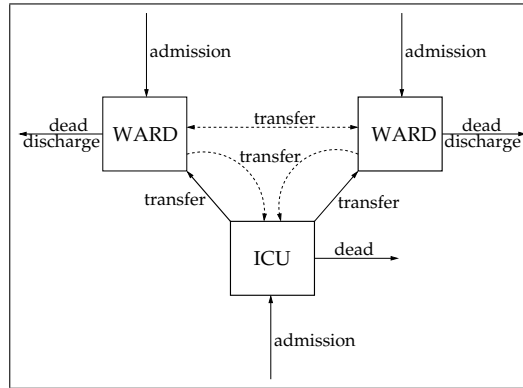 admission
admission
WARD
transfer
WARD
dead
discharge
dead
discharge
transfer
transfer
transfer
ICU
dead
admission